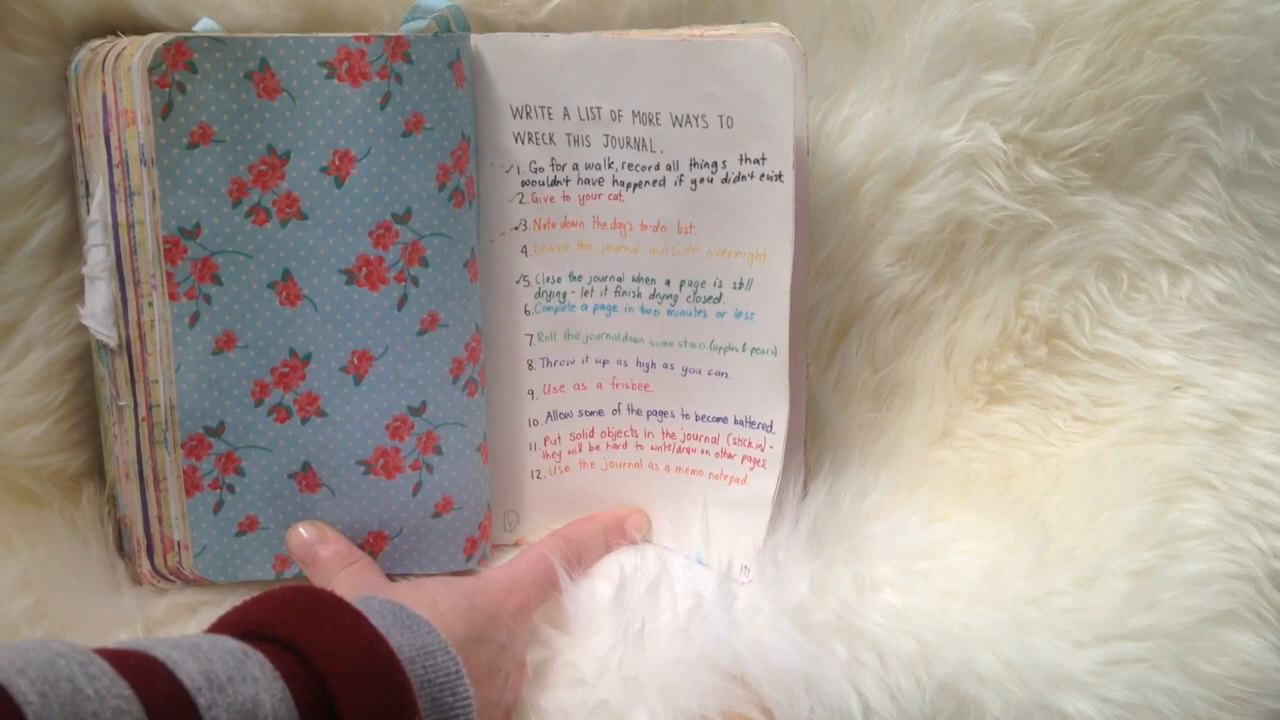 WRITE A LIST OF MORE WAYS TO
WRECK THIS JOURNAL.
1. Go for a walk, record all things that
wouldn't have happened if you didn't exist
2. Give to your cat.
3. Note down the day's to-do list.
4. Leave the journal outside overnight
5. Close the journal when a page is still
drying - let it finish drying closed.
6. Complete a page in two minutes or less.
7. Roll the journal down some stairs (apples & pears)
8. Throw it up as high as you can.
9. Use as a frisbee.
10. Allow some of the pages to become battered.
11. Put solid objects in the journal (stick in) -
they will be hard to write/draw on other pages.
12. Use the journal as a memo notepad.